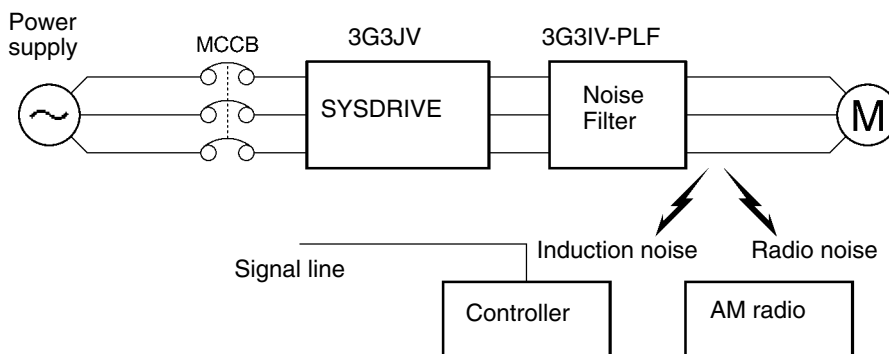 Power
supply
MCCB
3G3JV
3G3IV-PLF
SYSDRIVE
Noise
Filter
M
Induction noise
Radio noise
Signal line
Controller
AM radio